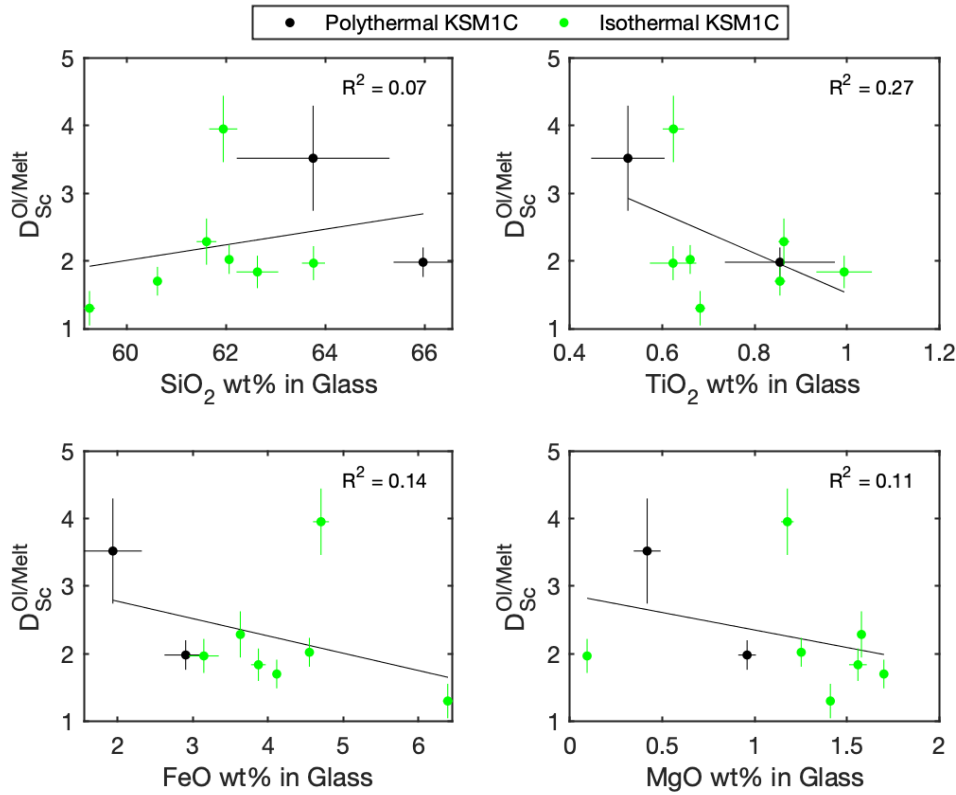 Polythermal KSM1C Isothermal KSM1C
R² = 0.07
5
4
3
2
1
D_Sc^Ol/Melt
60 62 64 66
SiO₂ wt% in Glass
R² = 0.27
5
4
3
2
1
D_Sc^Ol/Melt
0.4 0.6 0.8 1 1.2
TiO₂ wt% in Glass
R² = 0.14
5
4
3
2
1
D_Sc^Ol/Melt
2 3 4 5 6
FeO wt% in Glass
R² = 0.11
5
4
3
2
1
D_Sc^Ol/Melt
0 0.5 1 1.5 2
MgO wt% in Glass